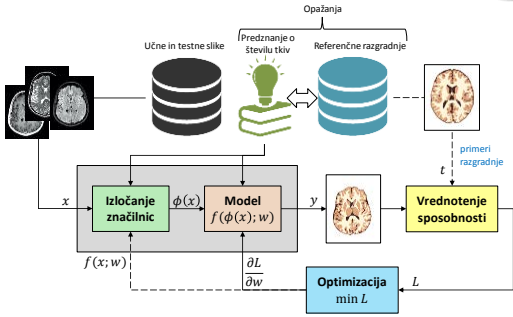 Opažanja
Učne in testne slike
Predznanje o
številu tkiv
Referenčne razgradnje
primeri
razgradnje
t
x
Izločanje
značilnic
ϕ(x)
Model
f(ϕ(x); w)
y
Vrednotenje
sposobnosti
f(x; w)
∂L
∂w
Optimizacija
min L
L